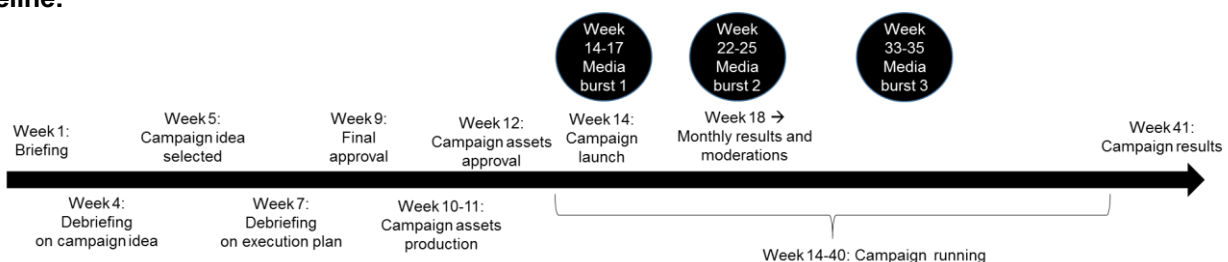 eline:
Week
14-17
Media
burst 1
Week
22-25
Media
burst 2
Week
33-35
Media
burst 3
Week 1:
Briefing
Week 5:
Campaign idea
selected
Week 9:
Final
approval
Week 12:
Campaign assets
approval
Week 14:
Campaign
launch
Week 18 →
Monthly results and
moderations
Week 41:
Campaign results
Week 4:
Debriefing
on campaign idea
Week 7:
Debriefing
on execution plan
Week 10-11:
Campaign assets
production
Week 14-40: Campaign running